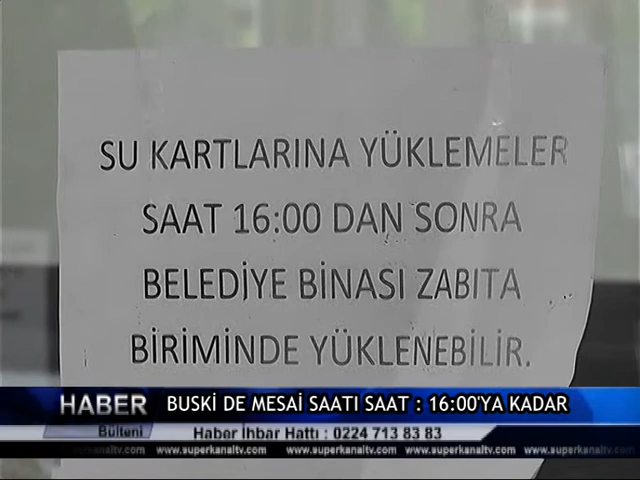 SU KARTLARINA YÜKLEMELER
SAAT 16:00 DAN SONRA
BELEDİYE BİNASI ZABITA
BİRİMİNDE YÜKLENEBİLİR.
HABER BUSKİ DE MESAİ SAATI SAAT : 16:00'YA KADAR
Bülteni Haber İhbar Hattı : 0224 713 83 83
www.superkanaltv.com www.superkanaltv.com www.superkanaltv.com www.superkanaltv.com